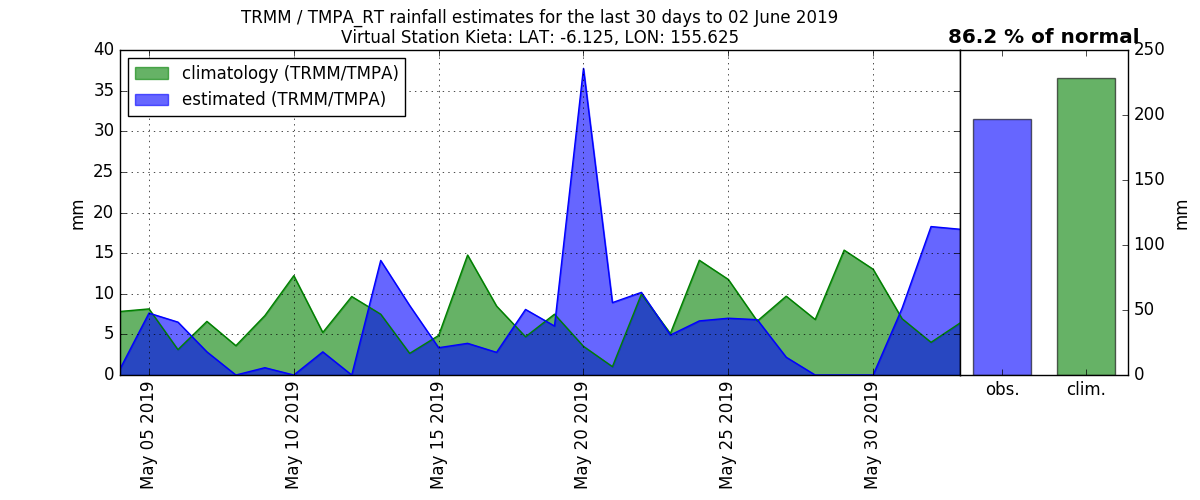 TRMM / TMPA_RT rainfall estimates for the last 30 days to 02 June 2019
Virtual Station Kieta: LAT: -6.125, LON: 155.625
86.2 % of normal
climatology (TRMM/TMPA)
estimated (TRMM/TMPA)
mm
40
35
30
25
20
15
10
5
0
May 05 2019
May 10 2019
May 15 2019
May 20 2019
May 25 2019
May 30 2019
obs.
clim.
250
200
150
100
50
0
mm